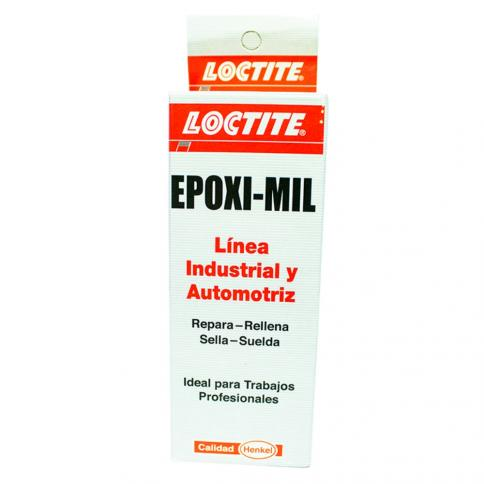 LOCTITE®
LOCTITE®
EPOXI-MIL
Línea
Industrial y
Automotriz
Repara–Rellena
Sella–Suelda
Ideal para Trabajos
Profesionales
Calidad Henkel